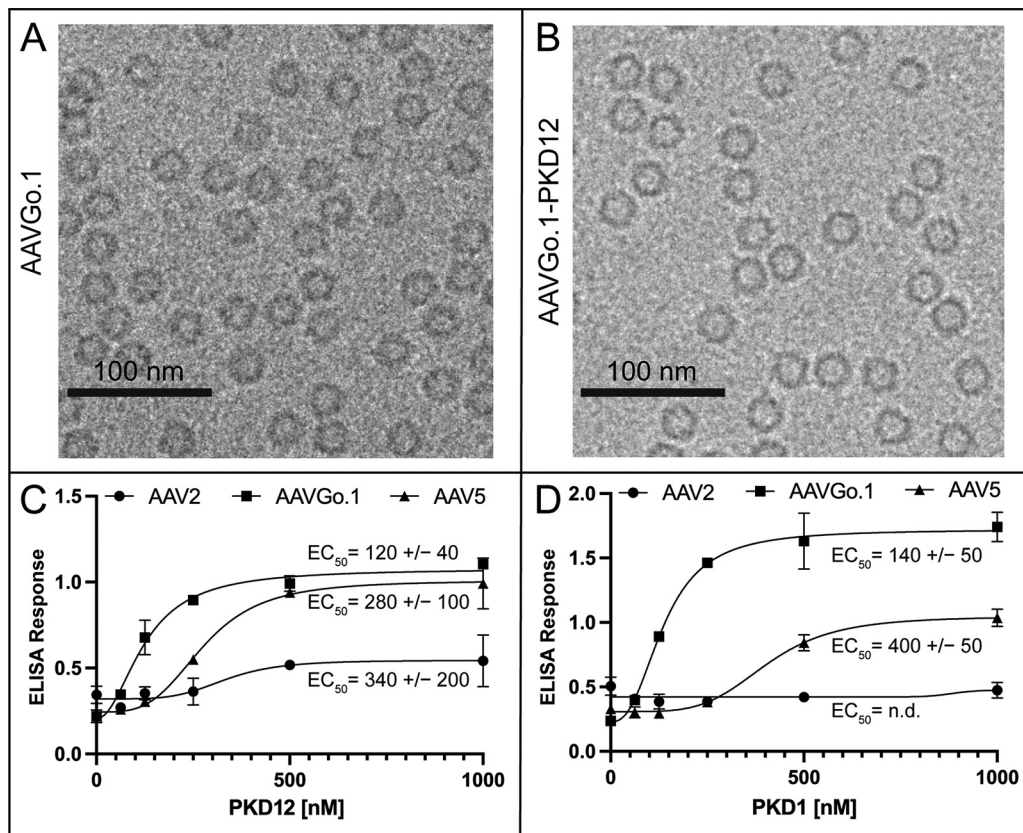 A
AAVGo.1
100 nm
B
AAVGo.1-PKD12
100 nm
C
AAV2 AAVGo.1 AAV5
1.5
1.0
0.5
0.0
ELISA Response
EC50= 120 +/− 40
EC50= 280 +/− 100
EC50= 340 +/− 200
0 500 1000
PKD12 [nM]
D
AAV2 AAVGo.1 AAV5
2.0
1.5
1.0
0.5
0.0
ELISA Response
EC50= 140 +/− 50
EC50= 400 +/− 50
EC50= n.d.
0 500 1000
PKD1 [nM]